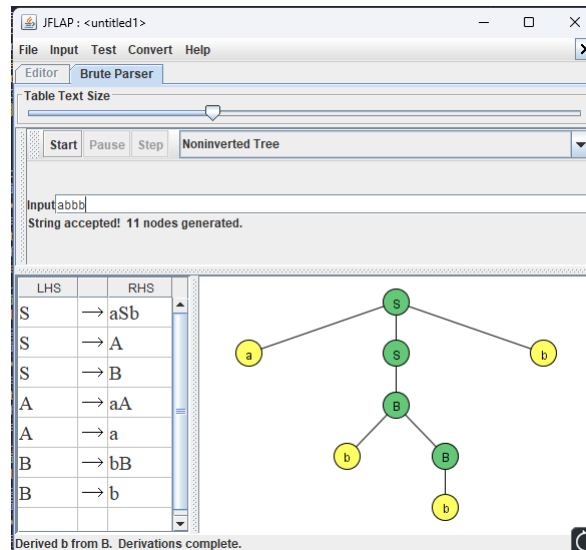 JFLAP : <untitled1>
File Input Test Convert Help
Editor Brute Parser
Table Text Size
Start Pause Step Noninverted Tree
Input abbb
String accepted! 11 nodes generated.
LHS RHS
S → aSb
S → A
S → B
A → aA
A → a
B → bB
B → b
S
a S b
B
b B
b
Derived b from B. Derivations complete.